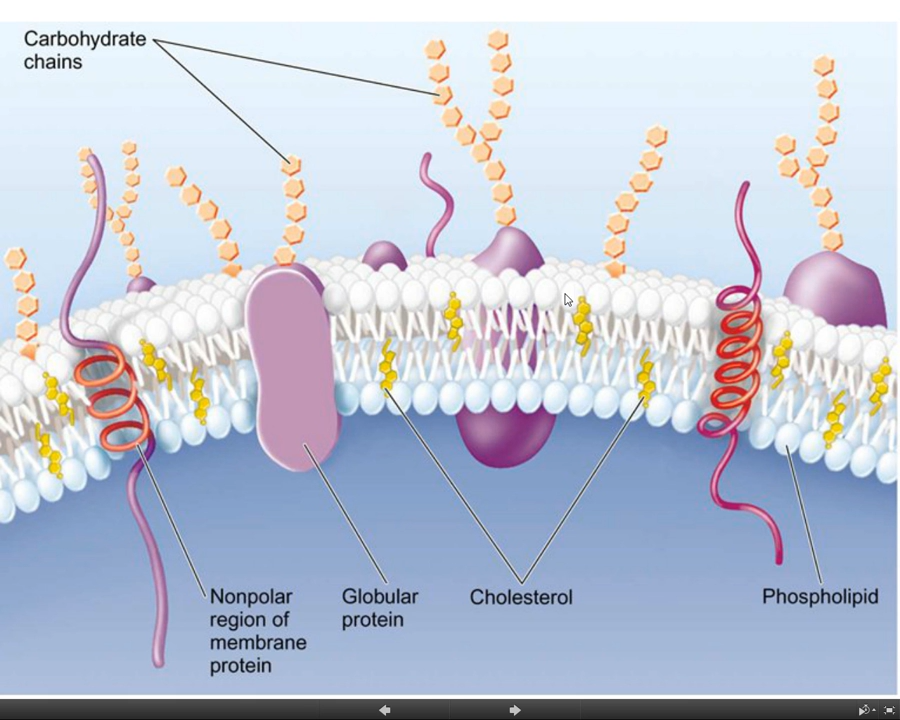 Carbohydrate
chains
Nonpolar
region of
membrane
protein
Globular
protein
Cholesterol
Phospholipid